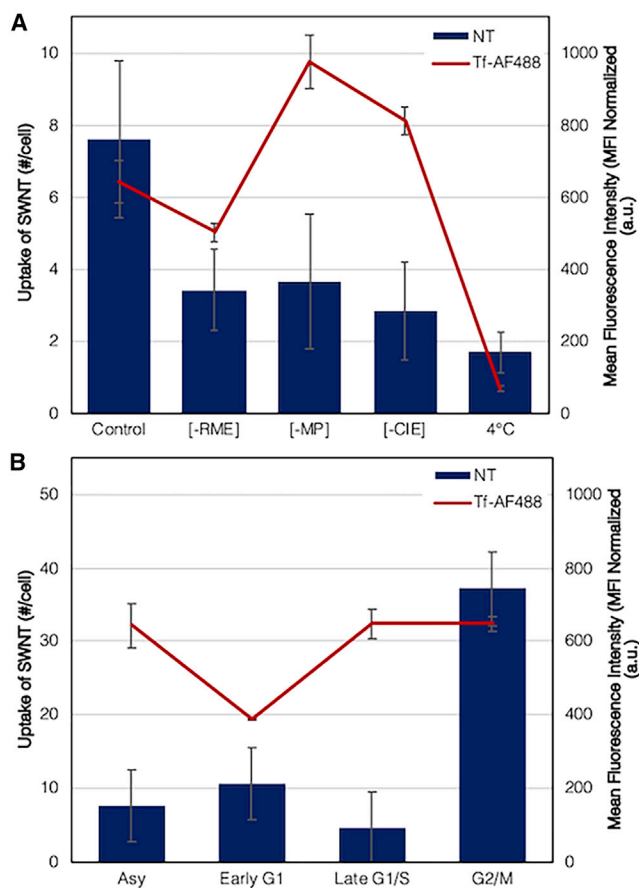 A
NT
Tf-AF488
Uptake of SWNT (#/cell)
10
8
6
4
2
0
1000
800
600
400
200
0
Mean Fluorescence Intensity (MFI Normalized
(a.u.)
Control [-RME] [-MP] [-CIE] 4°C
B
NT
Tf-AF488
Uptake of SWNT (#/cell)
50
40
30
20
10
0
1000
800
600
400
200
0
Mean Fluorescence Intensity (MFI Normalized
(a.u.)
Asy Early G1 Late G1/S G2/M